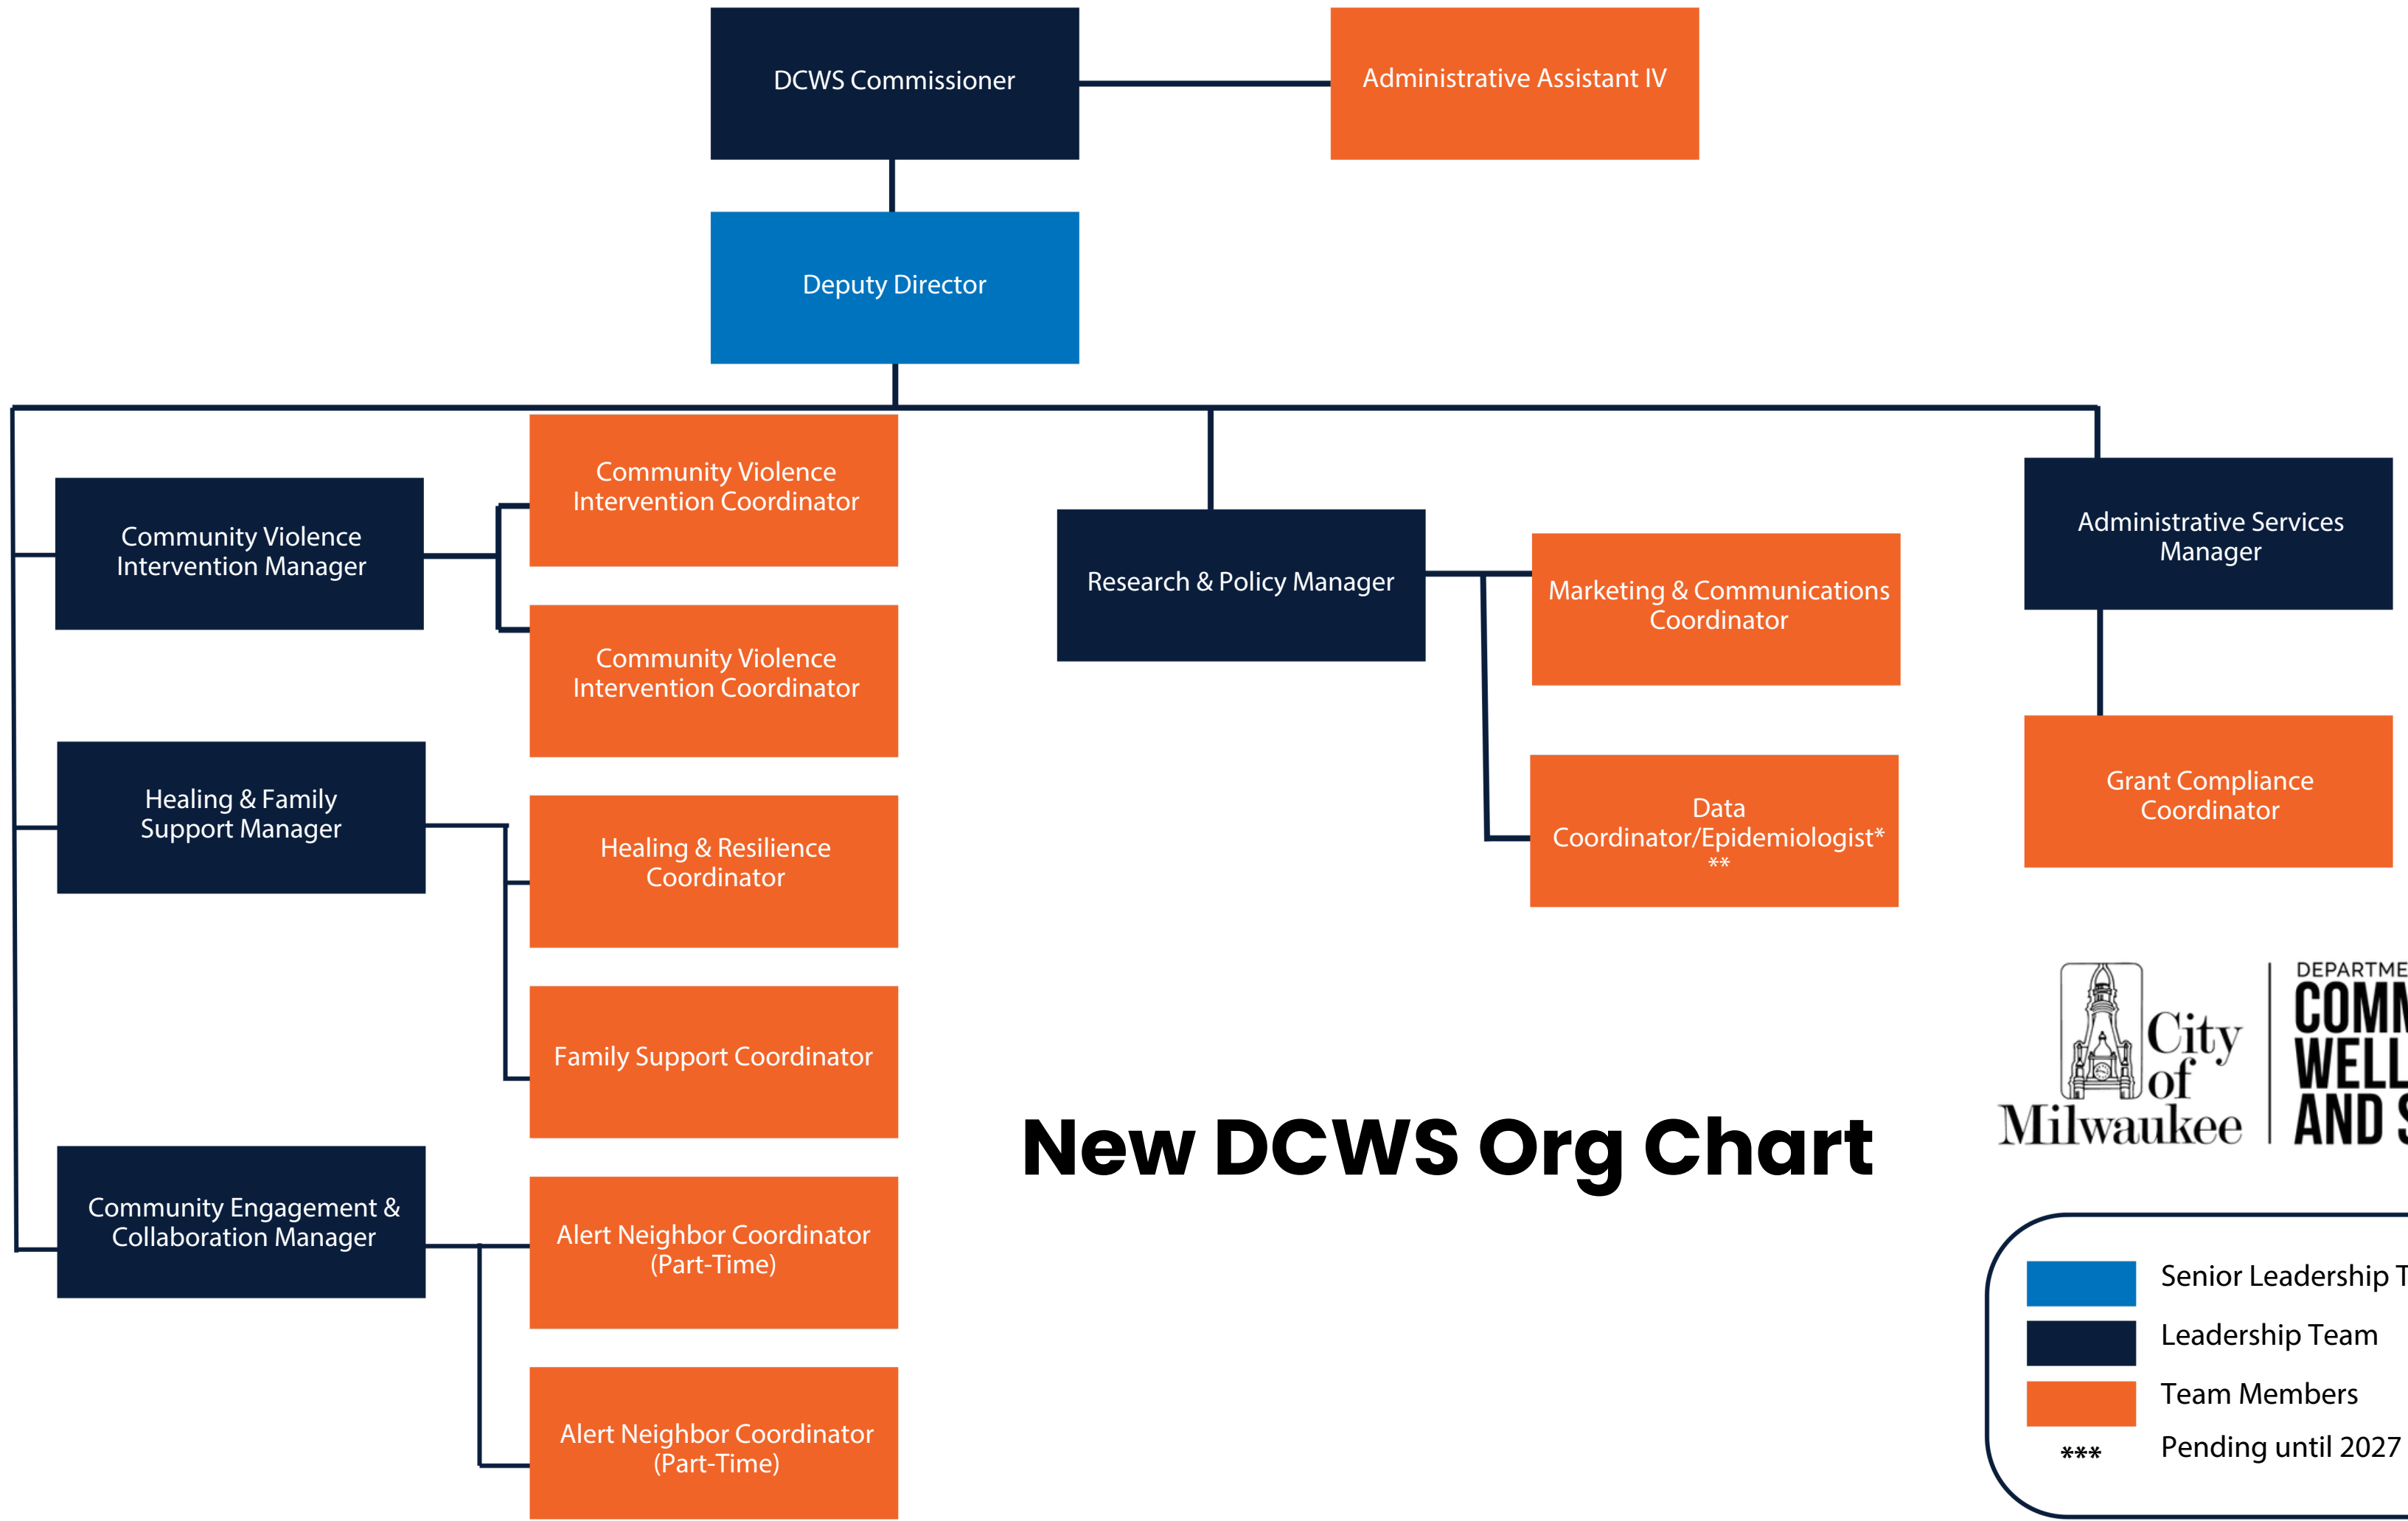 DCWS Commissioner
Administrative Assistant IV
Deputy Director
Community Violence
Intervention Manager
Community Violence
Intervention Coordinator
Community Violence
Intervention Coordinator
Healing & Family
Support Manager
Healing & Resilience
Coordinator
Family Support Coordinator
Community Engagement &
Collaboration Manager
Alert Neighbor Coordinator
(Part-Time)
Alert Neighbor Coordinator
(Part-Time)
Research & Policy Manager
Marketing & Communications
Coordinator
Data
Coordinator/Epidemiologist*
**
Administrative Services
Manager
Grant Compliance
Coordinator
New DCWS Org Chart
City
of
Milwaukee
AND
Senior Leadership
Leadership Team
Team Members
*** Pending until 2027